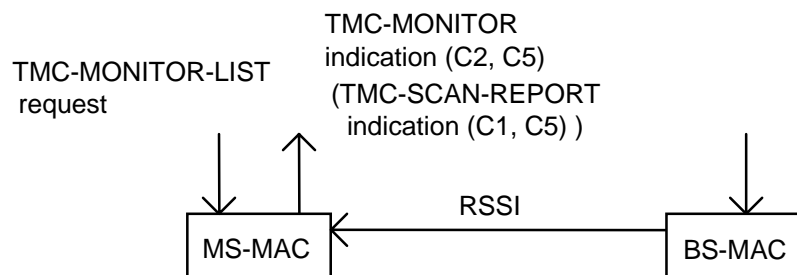 TMC-MONITOR
indication (C2, C5)
TMC-MONITOR-LIST
request
(TMC-SCAN-REPORT
indication (C1, C5) )
RSSI
MS-MAC
BS-MAC